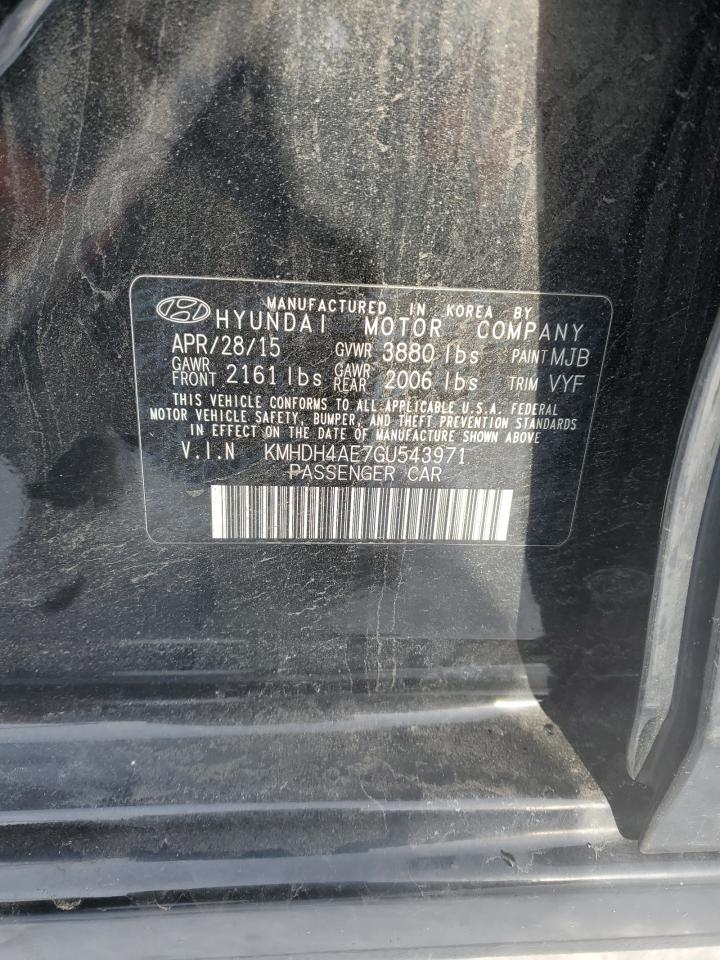 MANUFACTURED IN KOREA BY
HYUNDAI MOTOR COMPANY
APR/28/15 GVWR 3880 lbs PAINT MJB
GAWR FRONT 2161 lbs GAWR REAR 2006 lbs TRIM VYF
THIS VEHICLE CONFORMS TO ALL APPLICABLE U.S.A. FEDERAL
MOTOR VEHICLE SAFETY, BUMPER, AND THEFT PREVENTION STANDARDS
IN EFFECT ON THE DATE OF MANUFACTURE SHOWN ABOVE
V.I.N KMHDH4AE7GU543971
PASSENGER CAR